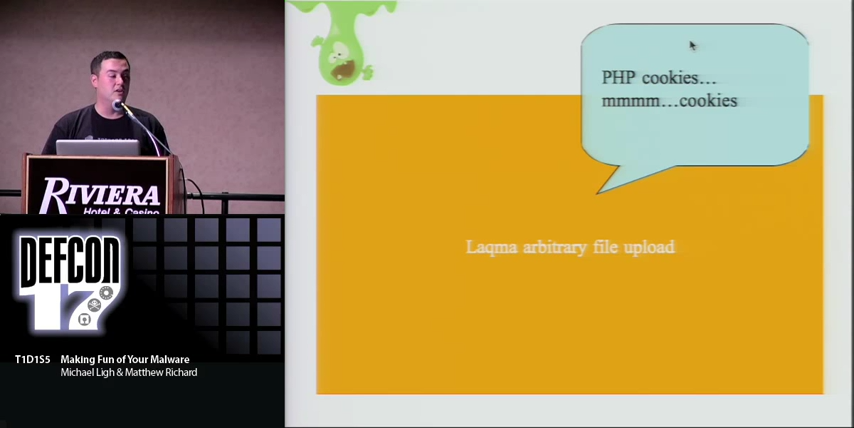 PHP cookies...
mmmm...cookies
Laqma arbitrary file upload
RIVIERA
Hotel & Casino
DEFCON
17
T1D1S5 Making Fun of Your Malware
Michael Ligh & Matthew Richard